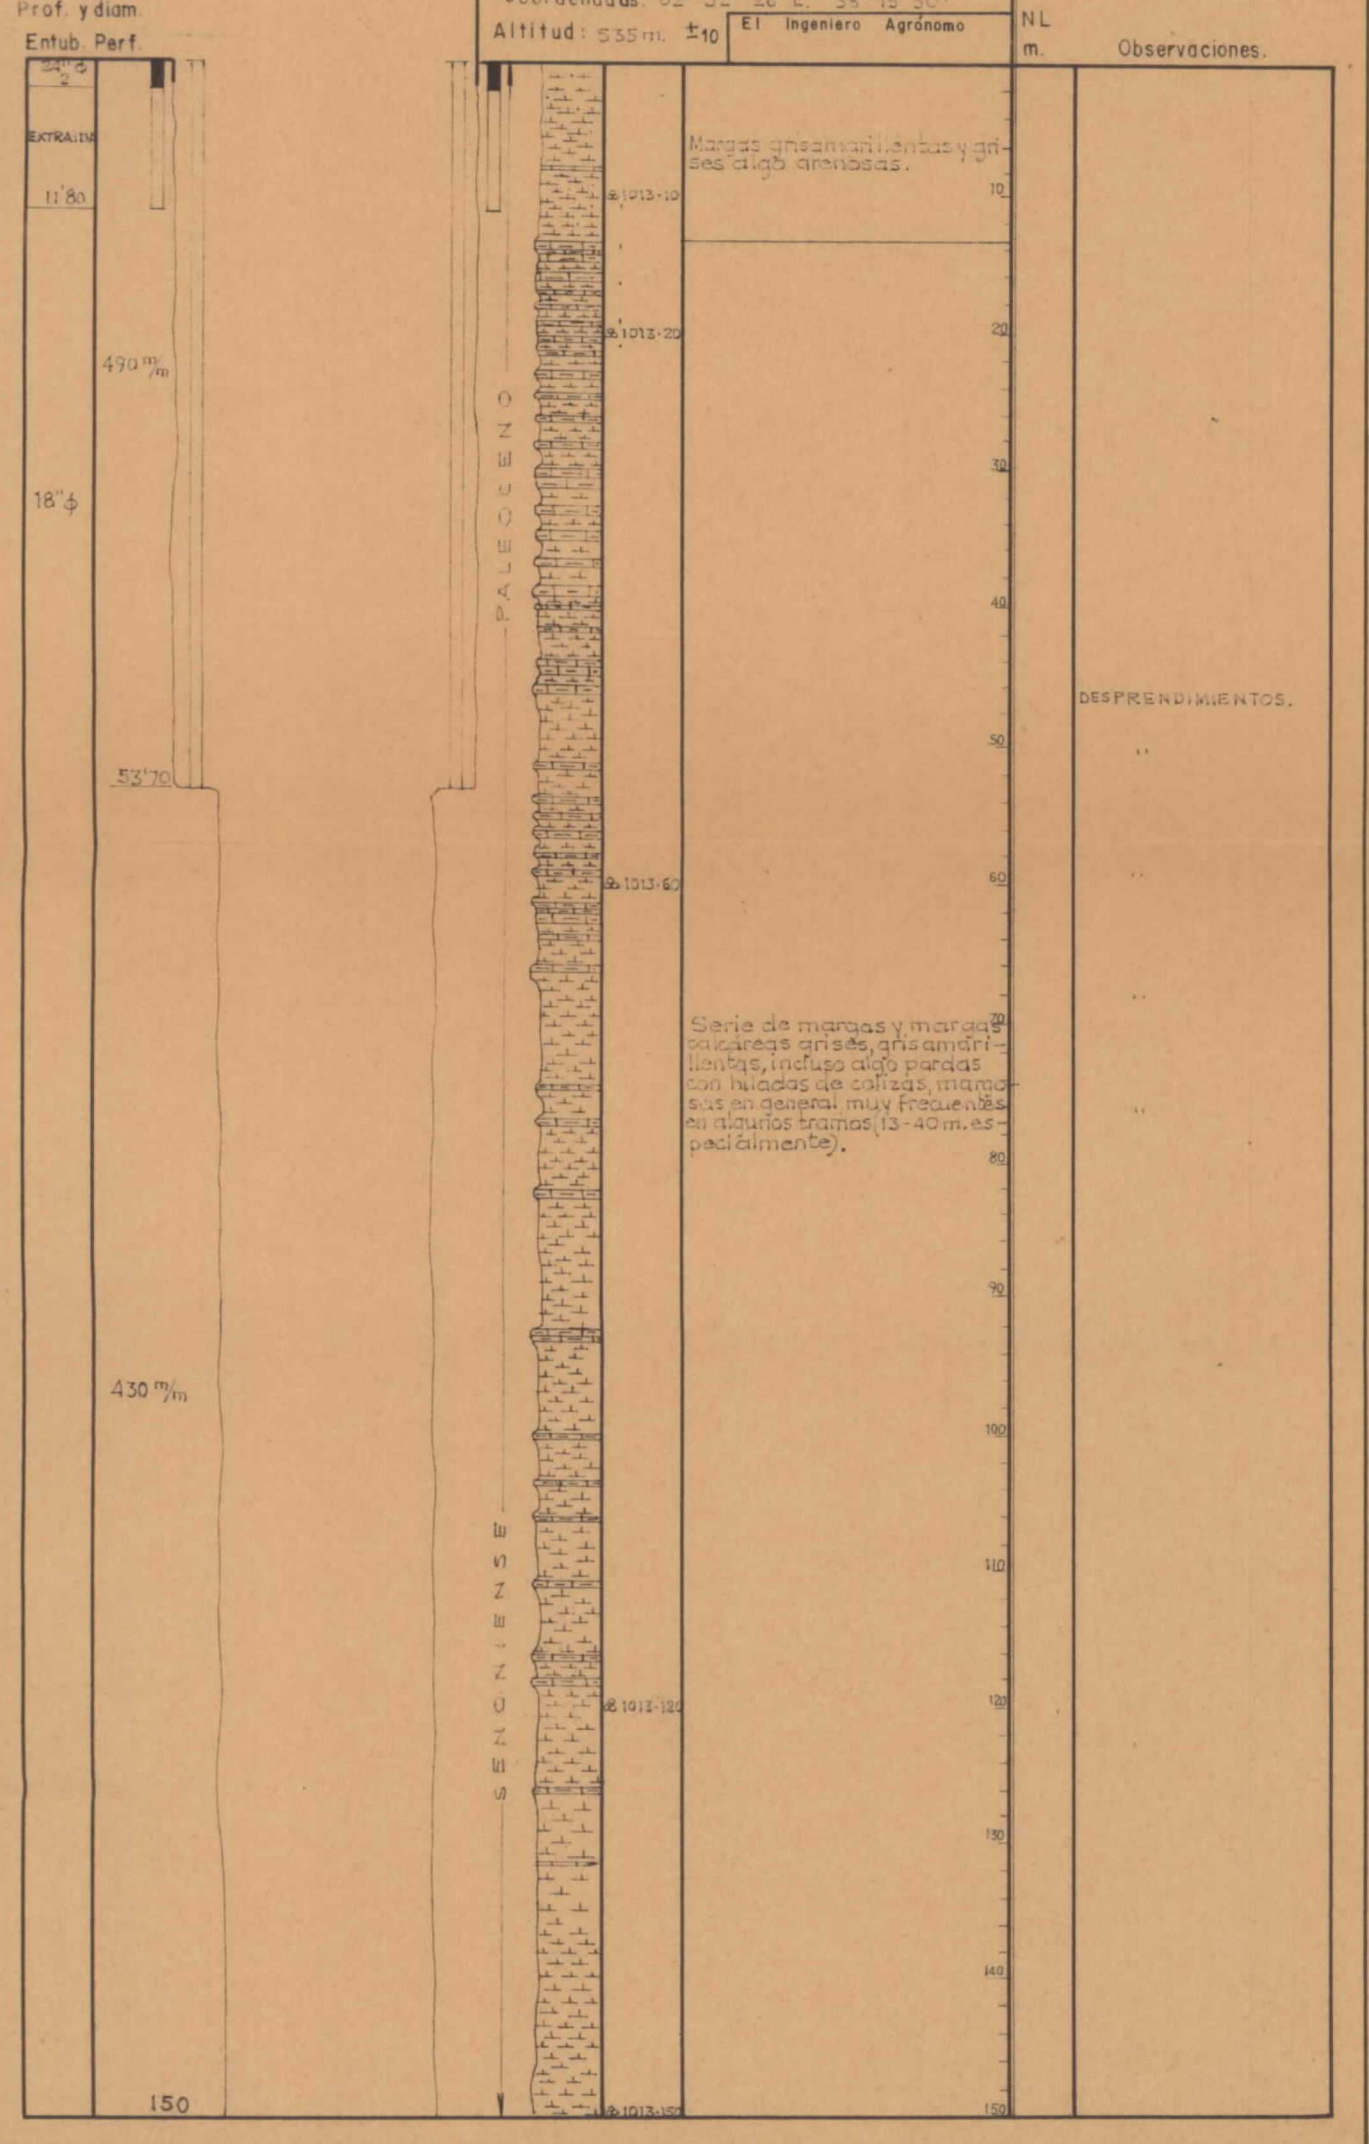 Prof. y diam.
Entub. Perf.
Altitud: 535 m. ±10
El Ingeniero Agrónomo
NL
m.
Observaciones.
24"ф
2
EXTRAIDA
11'80
490 m/m
18"ф
53'70
430 m/m
150
PALEOCENO
SENONIENSE
1013-10
1013-20
1013-60
1013-120
1013-150
Margas grisamarillentas y gri-
ses algo arenosas.
Serie de margas y margas
calcáreas grises, grisamari-
llentas, incluso algo pardas
con hiladas de calizas, margo
sas en general muy frecuentes
en algunos tramos (13-40 m. es-
pecialmente).
10
20
30
40
50
60
70
80
90
100
110
120
130
140
150
DESPRENDIMIENTOS.
"
"
"
"